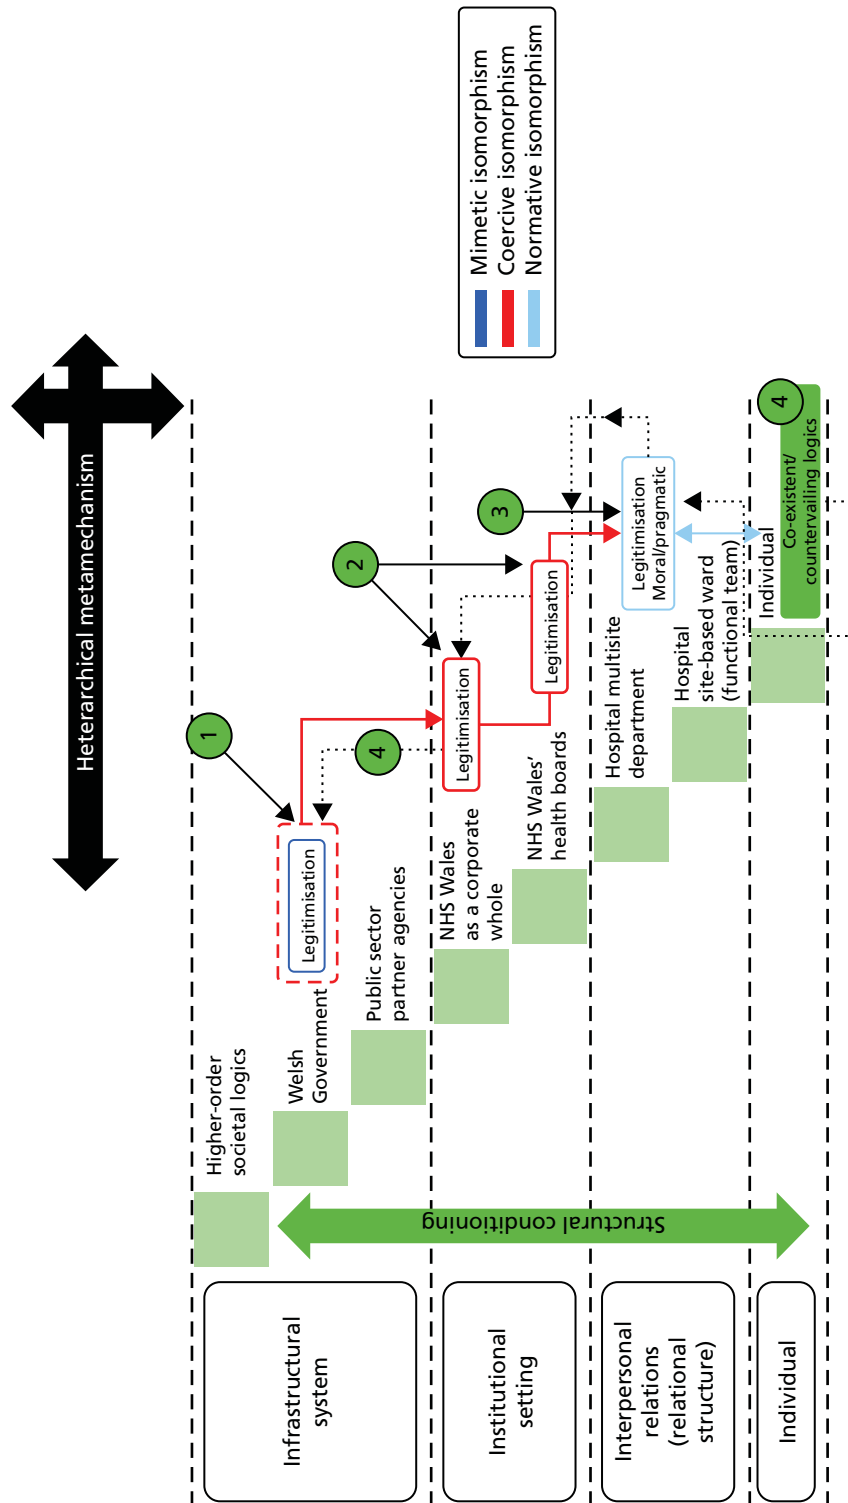 Heterarchical metamechanism
Mimetic isomorphism
Coercive isomorphism
Normative isomorphism
Infrastructural
system
Institutional
setting
Interpersonal
relations
(relational
structure)
Individual
Structural conditioning
Higher-order
societal logics
Welsh
Government
Public sector
partner agencies
NHS Wales
as a corporate
whole
NHS Wales'
health boards
Hospital multisite
department
Hospital
site-based ward
(functional team)
Individual
1
Legitimisation
4
2
Legitimisation
Legitimisation
3
Legitimisation
Moral/pragmatic
4
Co-existent/
countervailing logics